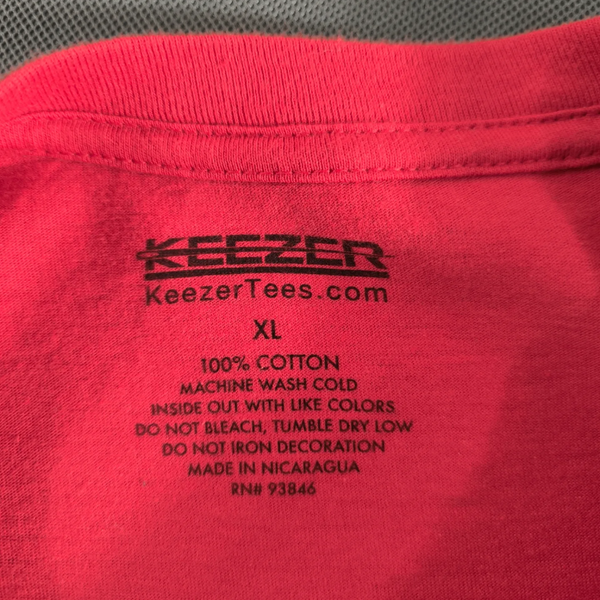 KEEZER
KeezerTees.com
XL
100% COTTON
MACHINE WASH COLD
INSIDE OUT WITH LIKE COLORS
DO NOT BLEACH, TUMBLE DRY LOW
DO NOT IRON DECORATION
MADE IN NICARAGUA
RN# 93846